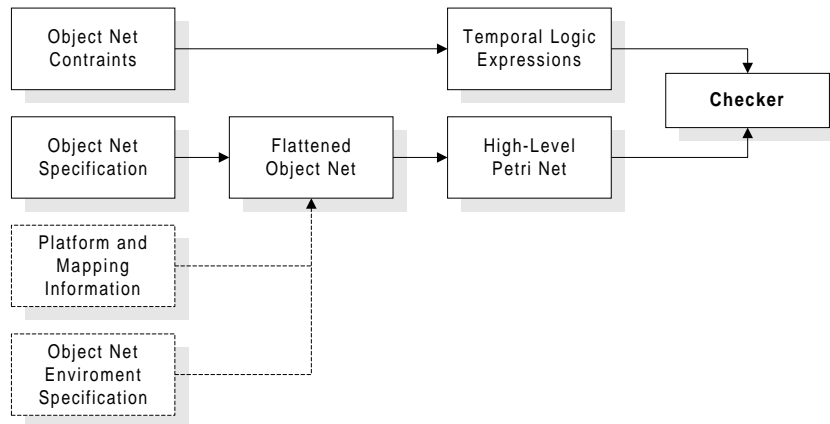 Object Net
Contraints
Temporal Logic
Expressions
Checker
Object Net
Specification
Flattened
Object Net
High-Level
Petri Net
Platform and
Mapping
Information
Object Net
Enviroment
Specification